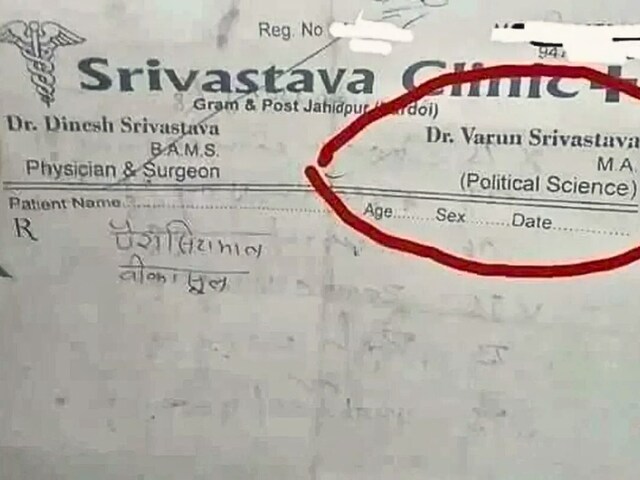 Reg. No
Srivastava Clinic +
Gram & Post Jahidpur
Dr. Dinesh Srivastava
B.A.M.S.
Physician & Surgeon
Dr. Varun Srivastava
M.A.
(Political Science)
Patient Name.............................................Age.......Sex........Date............
R